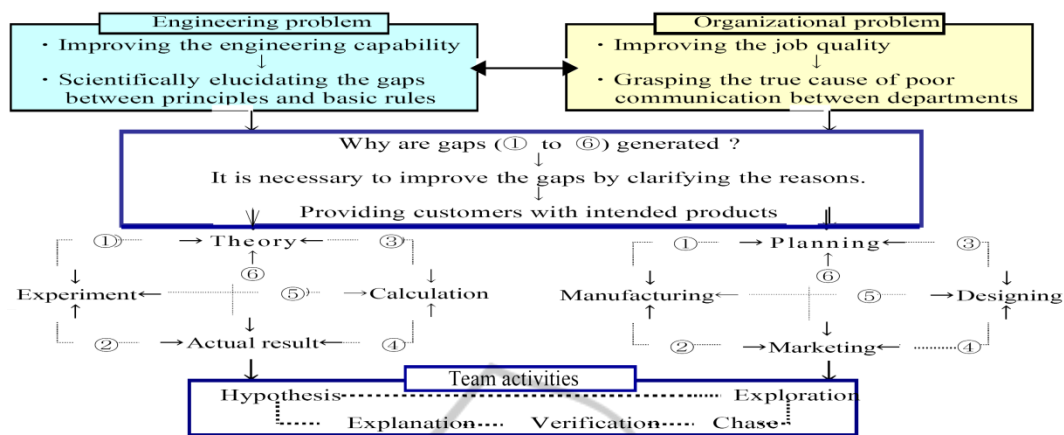 Engineering problem
・Improving the engineering capability
↓
・Scientifically elucidating the gaps
between principles and basic rules
Organizational problem
・Improving the job quality
↓
・Grasping the true cause of poor
communication between departments
Why are gaps (① to ⑥) generated ?
↓
It is necessary to improve the gaps by clarifying the reasons.
↓
Providing customers with intended products
① → Theory ← ③
⑥
Experiment ← ⑤ → Calculation
② → Actual result ← ④
① → Planning ← ③
⑥
Manufacturing ← ⑤ → Designing
② → Marketing ← ④
Team activities
Hypothesis Exploration
Explanation Verification Chase